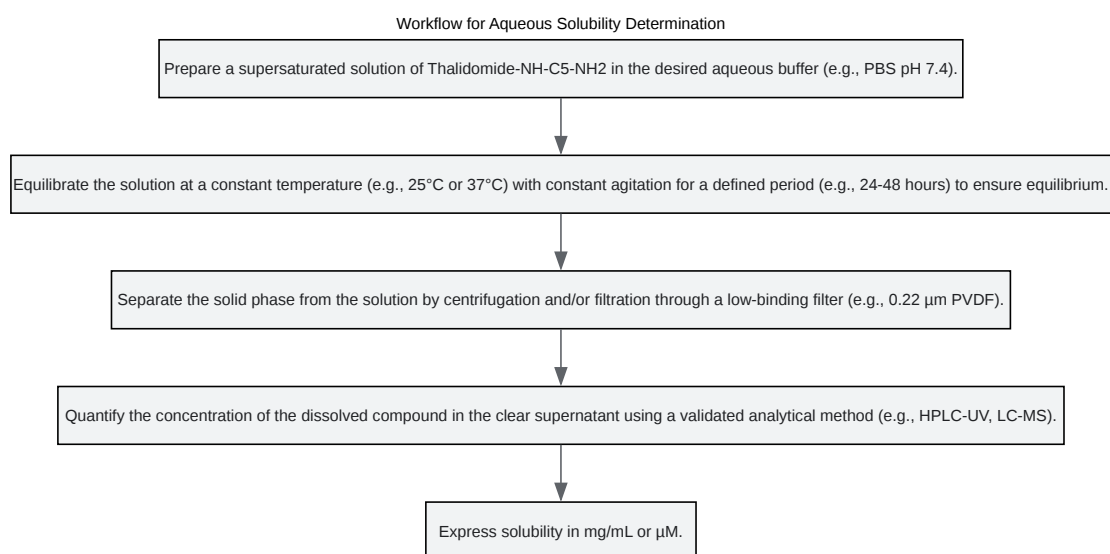 Workflow for Aqueous Solubility Determination
Prepare a supersaturated solution of Thalidomide-NH-C5-NH2 in the desired aqueous buffer (e.g., PBS pH 7.4).
Equilibrate the solution at a constant temperature (e.g., 25°C or 37°C) with constant agitation for a defined period (e.g., 24-48 hours) to ensure equilibrium.
Separate the solid phase from the solution by centrifugation and/or filtration through a low-binding filter (e.g., 0.22 µm PVDF).
Quantify the concentration of the dissolved compound in the clear supernatant using a validated analytical method (e.g., HPLC-UV, LC-MS).
Express solubility in mg/mL or µM.